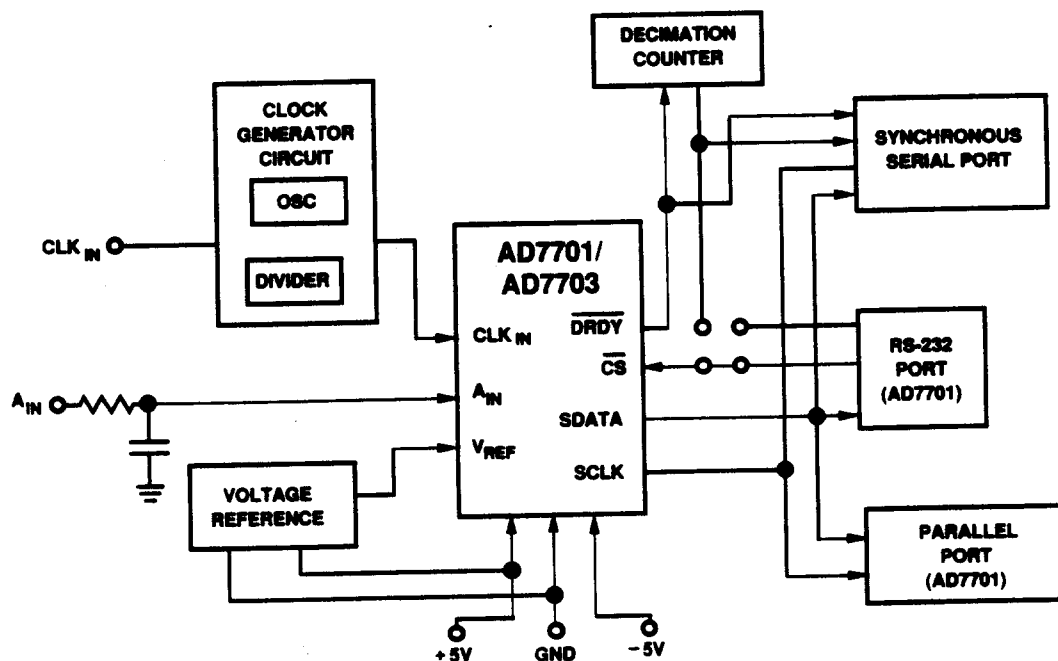 DECIMATION
COUNTER
CLOCK
GENERATOR
CIRCUIT
OSC
DIVIDER
CLK IN
SYNCHRONOUS
SERIAL PORT
AD7701/
AD7703
CLK IN
DRDY
CS
A IN
SDATA
V REF
SCLK
RS-232
PORT
(AD7701)
A IN
VOLTAGE
REFERENCE
PARALLEL
PORT
(AD7701)
+5V
GND
-5V